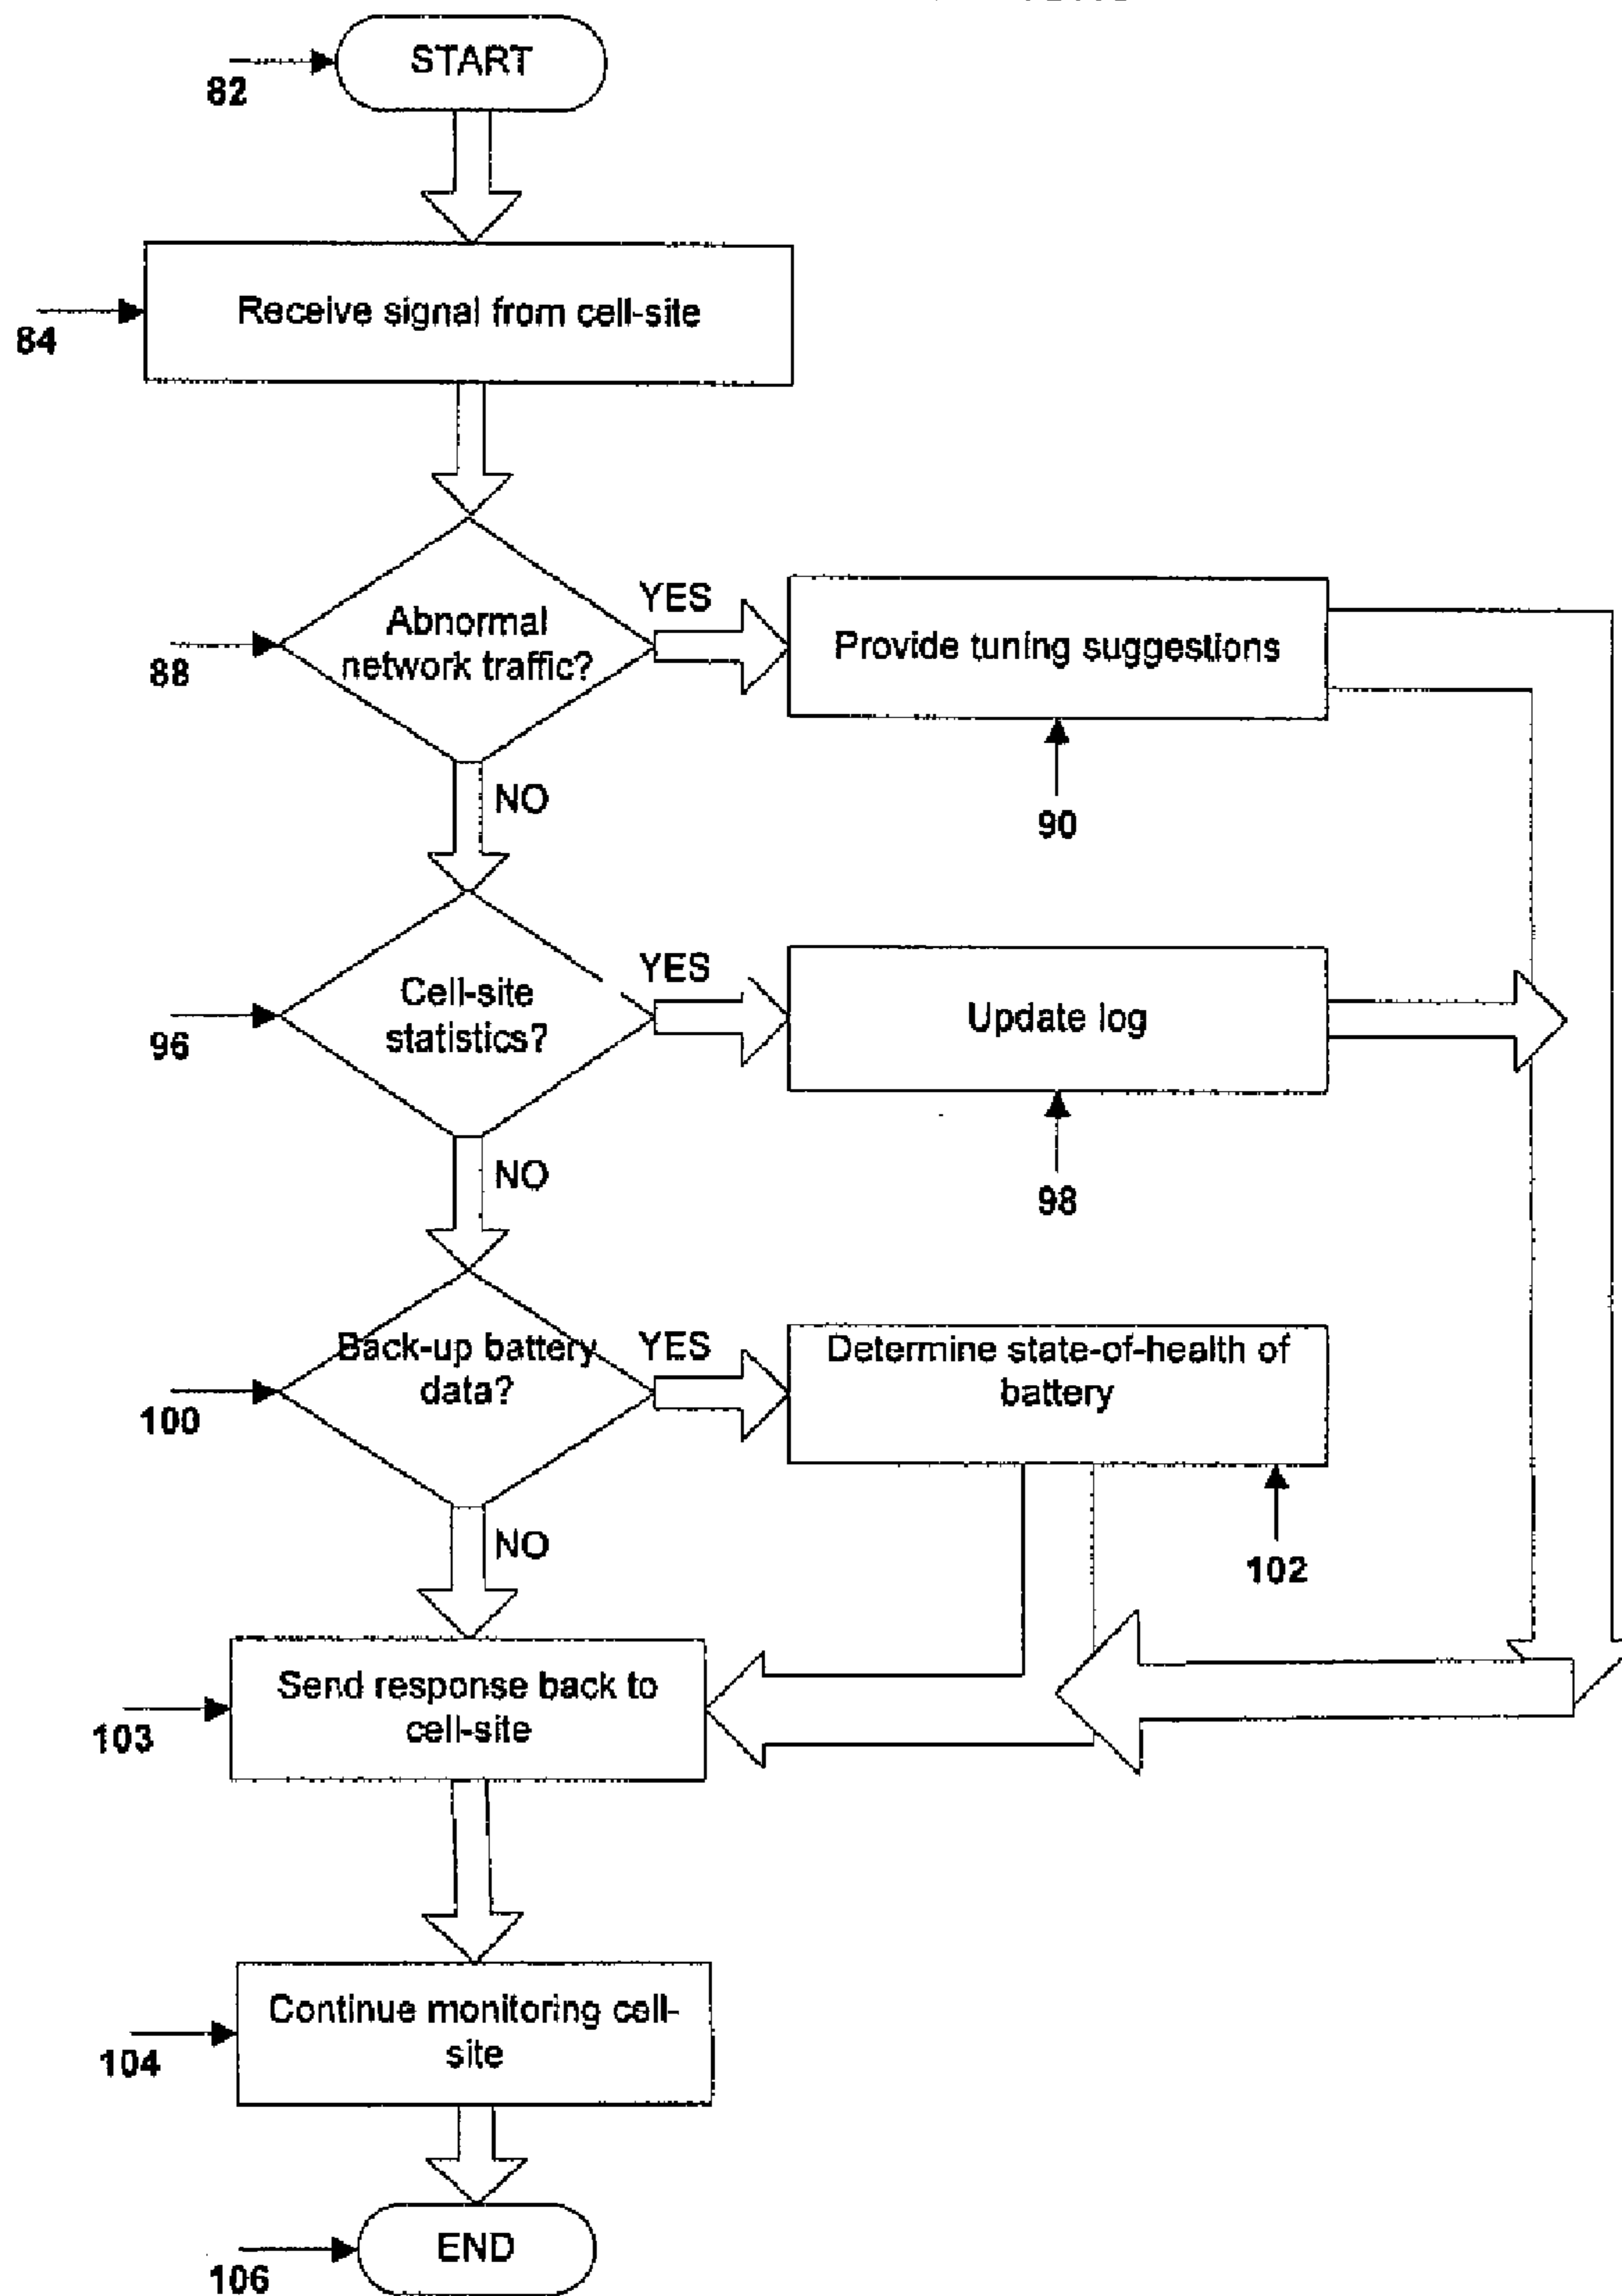 START
82
Receive signal from cell-site
84
Abnormal
network traffic?
YES
Provide tuning suggestions
88
NO
90
Cell-site
statistics?
YES
Update log
96
NO
98
Back-up battery
data?
YES
Determine state-of-health of
battery
100
NO
102
Send response back to
cell-site
103
Continue monitoring cell-
site
104
END
106